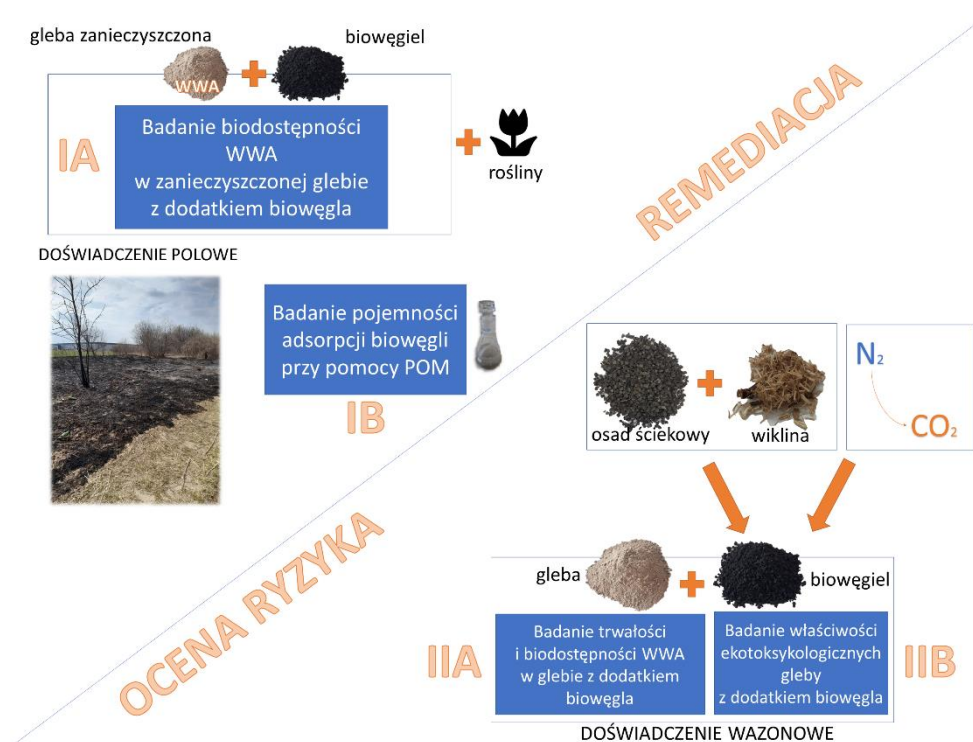 gleba zanieczyszczona
biowęgiel
WWA
IA
Badanie biodostępności
WWA
w zanieczyszczonej glebie
z dodatkiem biowęgla
rośliny
DOŚWIADCZENIE POLOWE
Badanie pojemności
adsorpcji biowęgli
przy pomocy POM
IB
REMEDIACJA
OCENA RYZYKA
osad ściekowy
wiklina
N₂
CO₂
gleba
biowęgiel
IIA
Badanie trwałości
i biodostępności WWA
w glebie z dodatkiem
biowęgla
Badanie właściwości
ekotoksykologicznych
gleby
z dodatkiem biowęgla
IIB
DOŚWIADCZENIE WAZONOWE